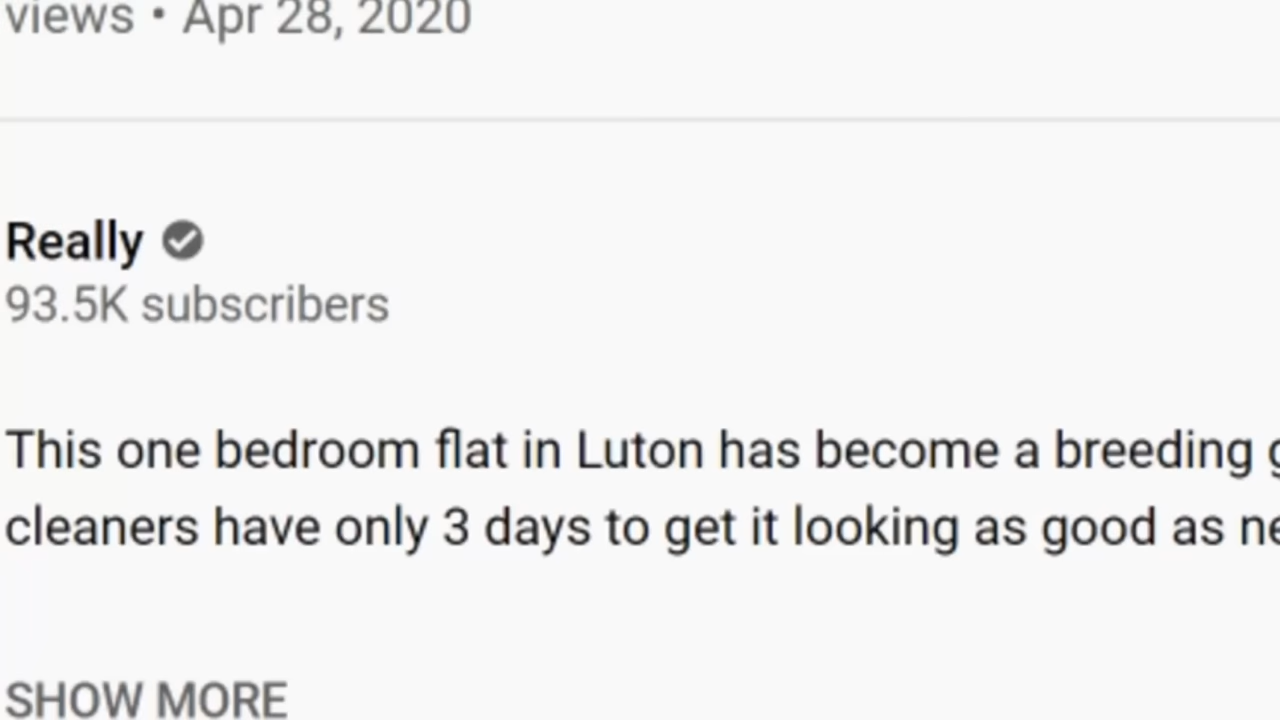 views • Apr 28, 2020
Really
93.5K subscribers
This one bedroom flat in Luton has become a breeding
cleaners have only 3 days to get it looking as good as
SHOW MORE